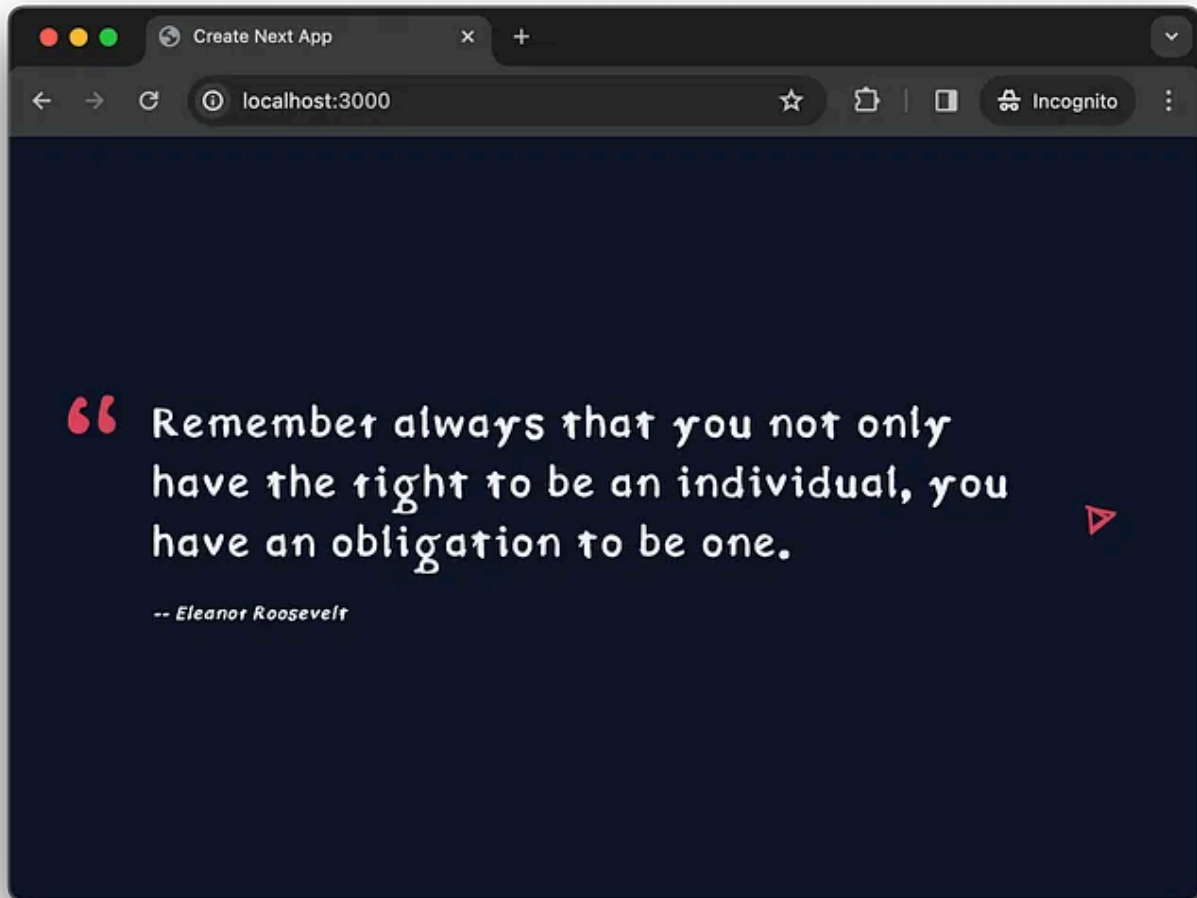 Create Next App
localhost:3000
Incognito
“ Remember always that you not only
have the right to be an individual, you
have an obligation to be one.
-- Eleanor Roosevelt